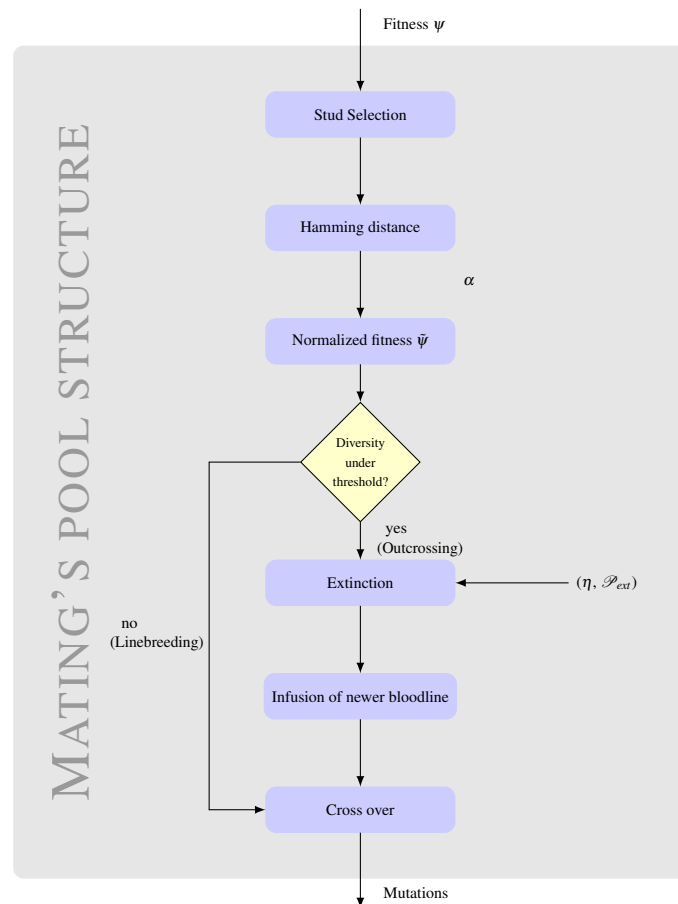 Fitness ψ
MATING'S POOL STRUCTURE
Stud Selection
Hamming distance
α
Normalized fitness ψ̃
Diversity
under
threshold?
yes
(Outcrossing)
Extinction
(η, 𝒫ext)
no
(Linebreeding)
Infusion of newer bloodline
Cross over
Mutations